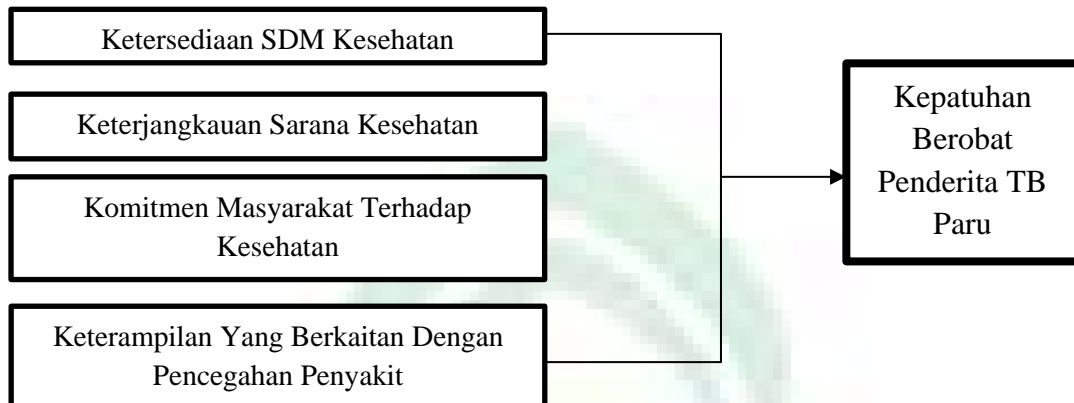 Ketersediaan SDM Kesehatan
Keterjangkauan Sarana Kesehatan
Komitmen Masyarakat Terhadap
Kesehatan
Keterampilan Yang Berkaitan Dengan
Pencegahan Penyakit
Kepatuhan
Berobat
Penderita TB
Paru